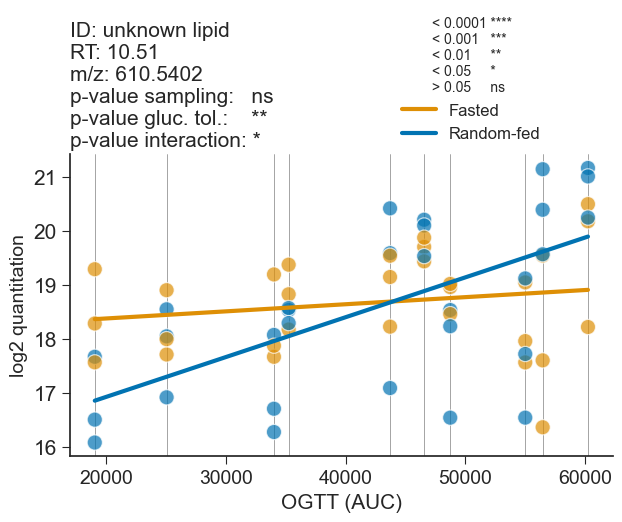 ID: unknown lipid
RT: 10.51
m/z: 610.5402
p-value sampling: ns
p-value gluc. tol.: **
p-value interaction: *
< 0.0001 ****
< 0.001 ***
< 0.01 **
< 0.05 *
> 0.05 ns
Fasted
Random-fed
log2 quantitation
21
20
19
18
17
16
20000 30000 40000 50000 60000
OGTT (AUC)